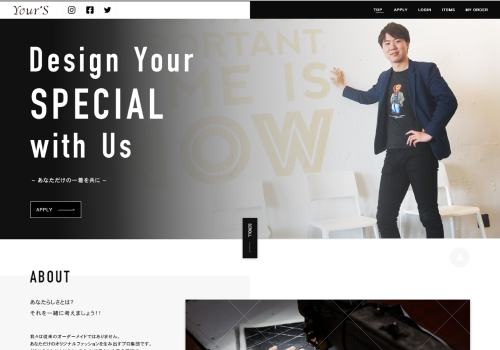 Your'S
TOP APPLY LOGIN ITEMS MY ORDER
Design Your
SPECIAL
with Us
~ あなただけの一着を共に ~
APPLY
SCROLL
ORTANT
ME IS
OW
ABOUT
あなたらしさとは?
それを一緒に考えましょう!!
我々は従来のオーダーメイドではありません。
あなただけのオリジナルファッションを生み出すプロ集団です。